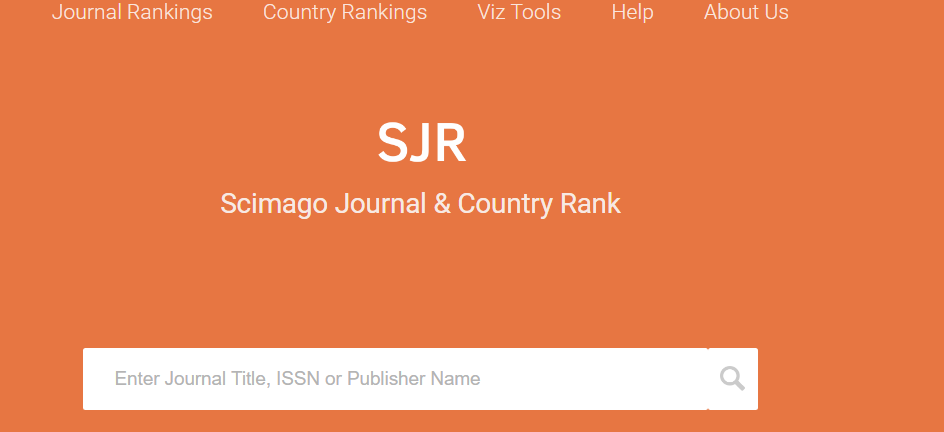 Journal Rankings Country Rankings Viz Tools Help About Us
SJR
Scimago Journal & Country Rank
Enter Journal Title, ISSN or Publisher Name